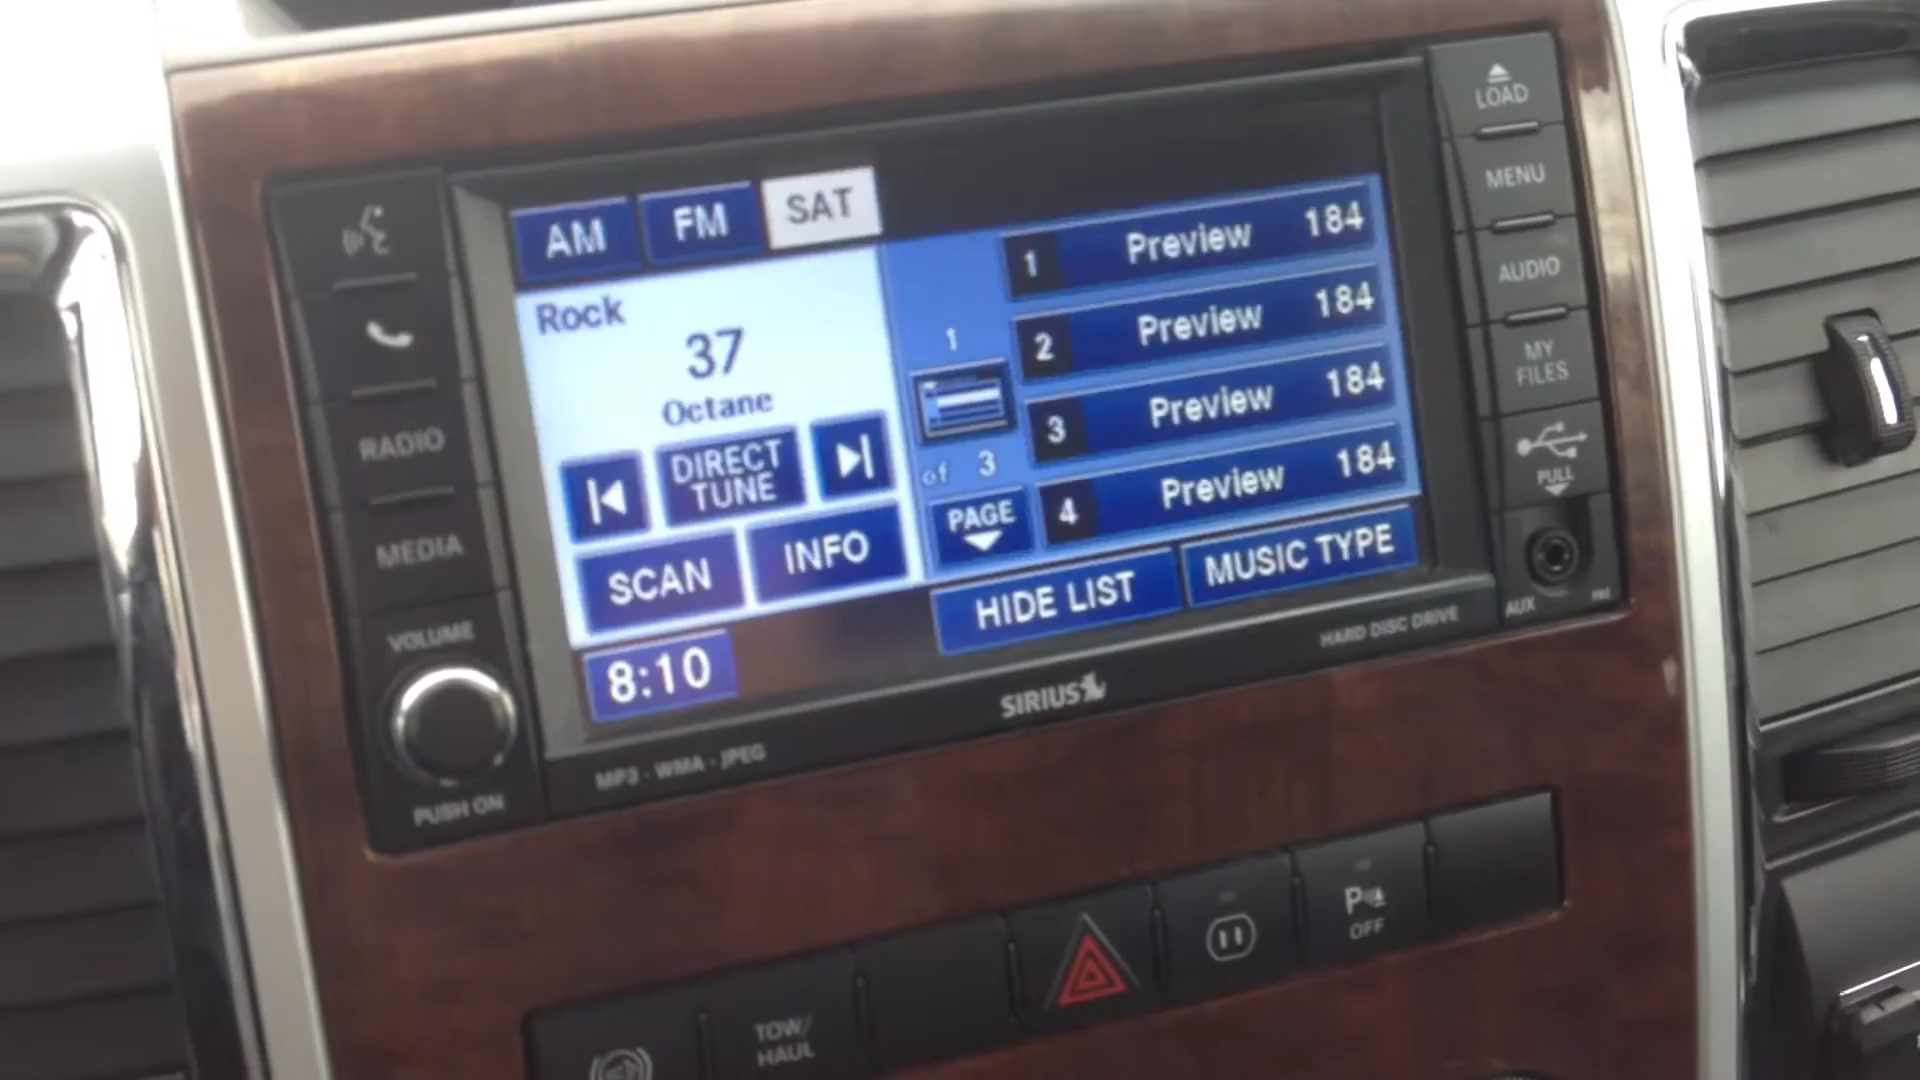 LOAD
MENU
AUDIO
MY
FILES
PULL
AUX
RADIO
MEDIA
VOLUME
PUSH ON
AM FM SAT
Rock
37
Octane
DIRECT
TUNE
SCAN INFO
8:10
1
of 3
PAGE
1 Preview 184
2 Preview 184
3 Preview 184
4 Preview 184
HIDE LIST MUSIC TYPE
MP3 - WMA - JPEG
SIRIUS
HARD DISC DRIVE
TOW/
HAUL
P
OFF